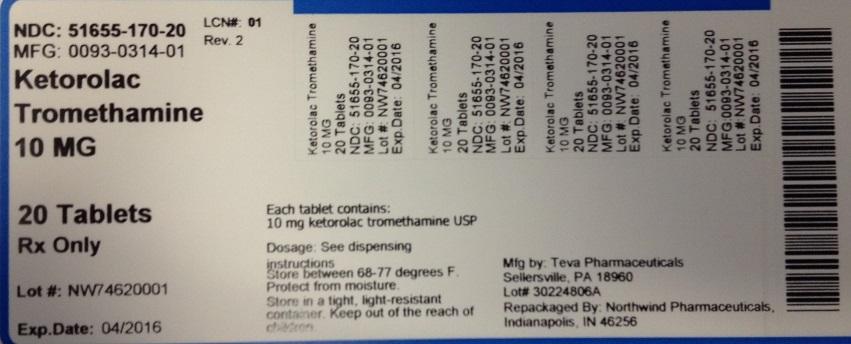 NDC: 51655-170-20
MFG: 0093-0314-01
LCN#: 01
Rev. 2
Ketorolac
Tromethamine
10 MG
20 Tablets
Rx Only
Lot #: NW74620001
Exp.Date: 04/2016
Each tablet contains:
10 mg ketorolac tromethamine USP
Dosage: See dispensing
instructions
Store between 68-77 degrees F.
Protect from moisture.
Store in a tight, light-resistant
container. Keep out of the reach of
children.
Ketorolac Tromethamine
10 MG
20 Tablets
NDC: 51655-170-20
MFG: 0093-0314-01
Lot #: NW74620001
Exp.Date: 04/2016
Ketorolac Tromethamine
10 MG
20 Tablets
NDC: 51655-170-20
MFG: 0093-0314-01
Lot #: NW74620001
Exp.Date: 04/2016
Ketorolac Tromethamine
10 MG
20 Tablets
NDC: 51655-170-20
MFG: 0093-0314-01
Lot #: NW74620001
Exp.Date: 04/2016
Ketorolac Tromethamine
10 MG
20 Tablets
NDC: 51655-170-20
MFG:0093-0314-01
Lot #: NW74620001
Exp.Date: 04/2016
Mfg by: Teva Pharmaceuticals
Sellersville, PA 18960
Lot# 30224806A
Repackaged By: Northwind Pharmaceuticals,
Indianapolis, IN 46256